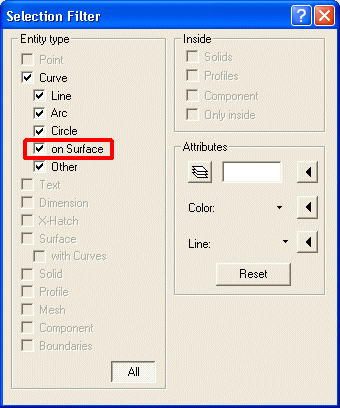 Selection Filter
Entity type
Point
Curve
Line
Arc
Circle
on Surface
Other
Text
Dimension
X-Hatch
Surface
with Curves
Solid
Profile
Mesh
Component
Boundaries
All
Inside
Solids
Profiles
Component
Only inside
Attributes
Color:
Line:
Reset